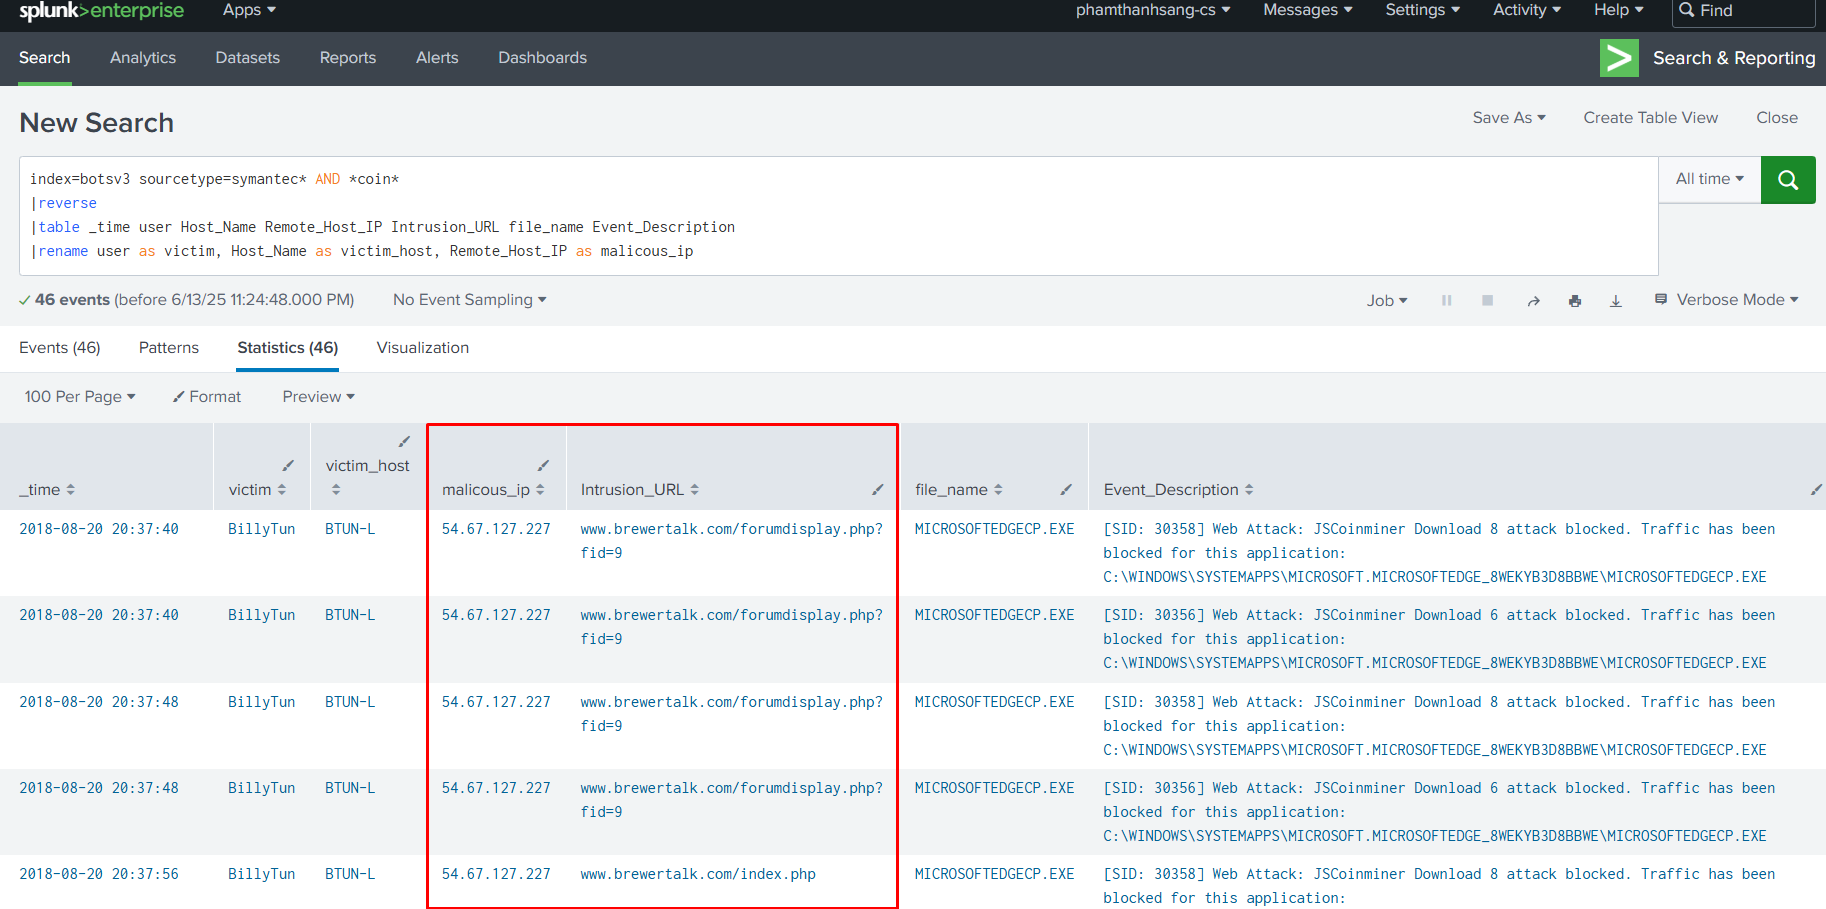 splunk>enterprise Apps phamthanhsang-cs Messages Settings Activity Help Find
Search Analytics Datasets Reports Alerts Dashboards Search & Reporting
New Search Save As Create Table View Close
index=botsv3 sourcetype=symantec* AND *coin* All time
|reverse
|table _time user Host_Name Remote_Host_IP Intrusion_URL file_name Event_Description
|rename user as victim, Host_Name as victim_host, Remote_Host_IP as malicous_ip
46 events (before 6/13/25 11:24:48.000 PM) No Event Sampling Job Verbose Mode
Events (46) Patterns Statistics (46) Visualization
100 Per Page Format Preview
_time victim victim_host malicous_ip Intrusion_URL file_name Event_Description
2018-08-20 20:37:40 BillyTun BTUN-L 54.67.127.227 www.brewertalk.com/forumdisplay.php? MICROSOFTEDGECP.EXE [SID: 30358] Web Attack: JSCoinminer Download 8 attack blocked. Traffic has been
fid=9 blocked for this application:
C:\WINDOWS\SYSTEMAPPS\MICROSOFT.MICROSOFTEDGE_8WEKYB3D8BBWE\MICROSOFTEDGECP.EXE
2018-08-20 20:37:40 BillyTun BTUN-L 54.67.127.227 www.brewertalk.com/forumdisplay.php? MICROSOFTEDGECP.EXE [SID: 30356] Web Attack: JSCoinminer Download 6 attack blocked. Traffic has been
fid=9 blocked for this application:
C:\WINDOWS\SYSTEMAPPS\MICROSOFT.MICROSOFTEDGE_8WEKYB3D8BBWE\MICROSOFTEDGECP.EXE
2018-08-20 20:37:48 BillyTun BTUN-L 54.67.127.227 www.brewertalk.com/forumdisplay.php? MICROSOFTEDGECP.EXE [SID: 30358] Web Attack: JSCoinminer Download 8 attack blocked. Traffic has been
fid=9 blocked for this application:
C:\WINDOWS\SYSTEMAPPS\MICROSOFT.MICROSOFTEDGE_8WEKYB3D8BBWE\MICROSOFTEDGECP.EXE
2018-08-20 20:37:48 BillyTun BTUN-L 54.67.127.227 www.brewertalk.com/forumdisplay.php? MICROSOFTEDGECP.EXE [SID: 30356] Web Attack: JSCoinminer Download 6 attack blocked. Traffic has been
fid=9 blocked for this application:
C:\WINDOWS\SYSTEMAPPS\MICROSOFT.MICROSOFTEDGE_8WEKYB3D8BBWE\MICROSOFTEDGECP.EXE
2018-08-20 20:37:56 BillyTun BTUN-L 54.67.127.227 www.brewertalk.com/index.php MICROSOFTEDGECP.EXE [SID: 30358] Web Attack: JSCoinminer Download 8 attack blocked. Traffic has been
blocked for this application: